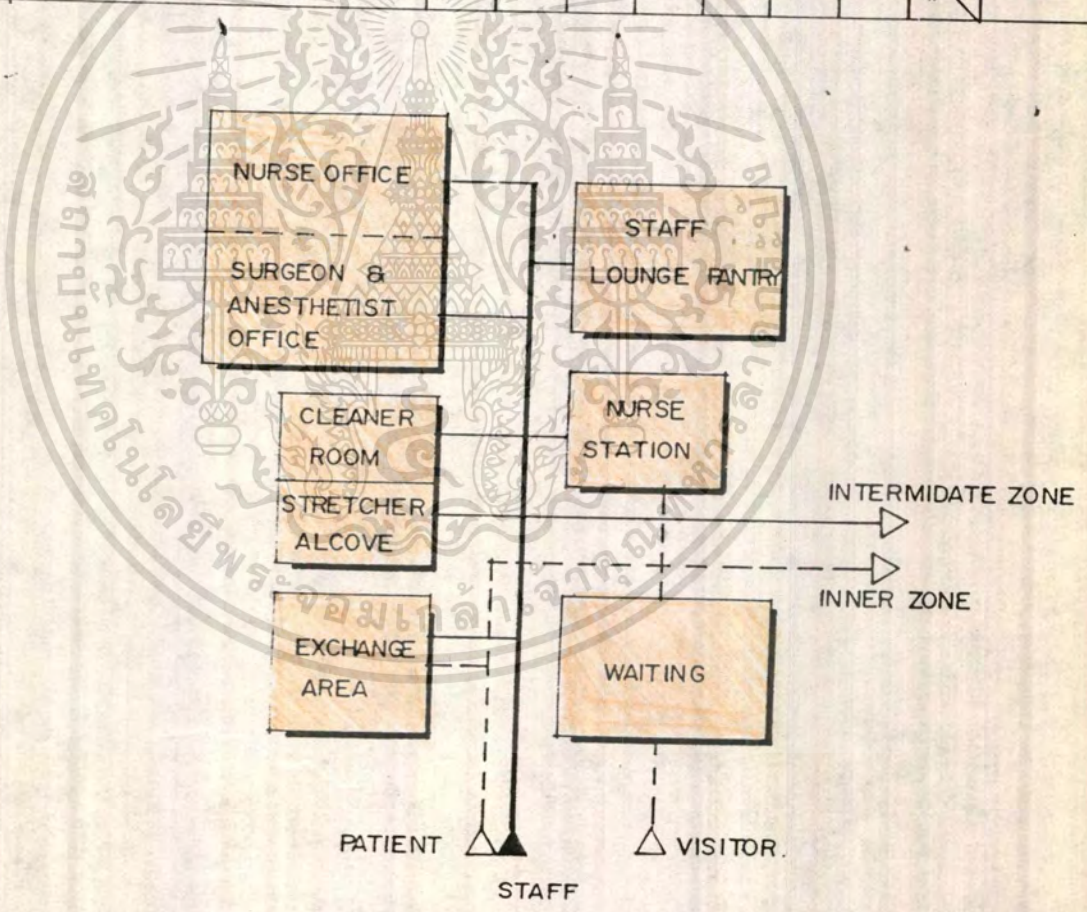 NURSE OFFICE
SURGEON &
ANESTHETIST
OFFICE
STAFF
LOUNGE PANTRY
CLEANER
ROOM
NURSE
STATION
STRETCHER
ALCOVE
INTERMIDATE ZONE
INNER ZONE
EXCHANGE
AREA
WAITING
PATIENT
VISITOR.
STAFF